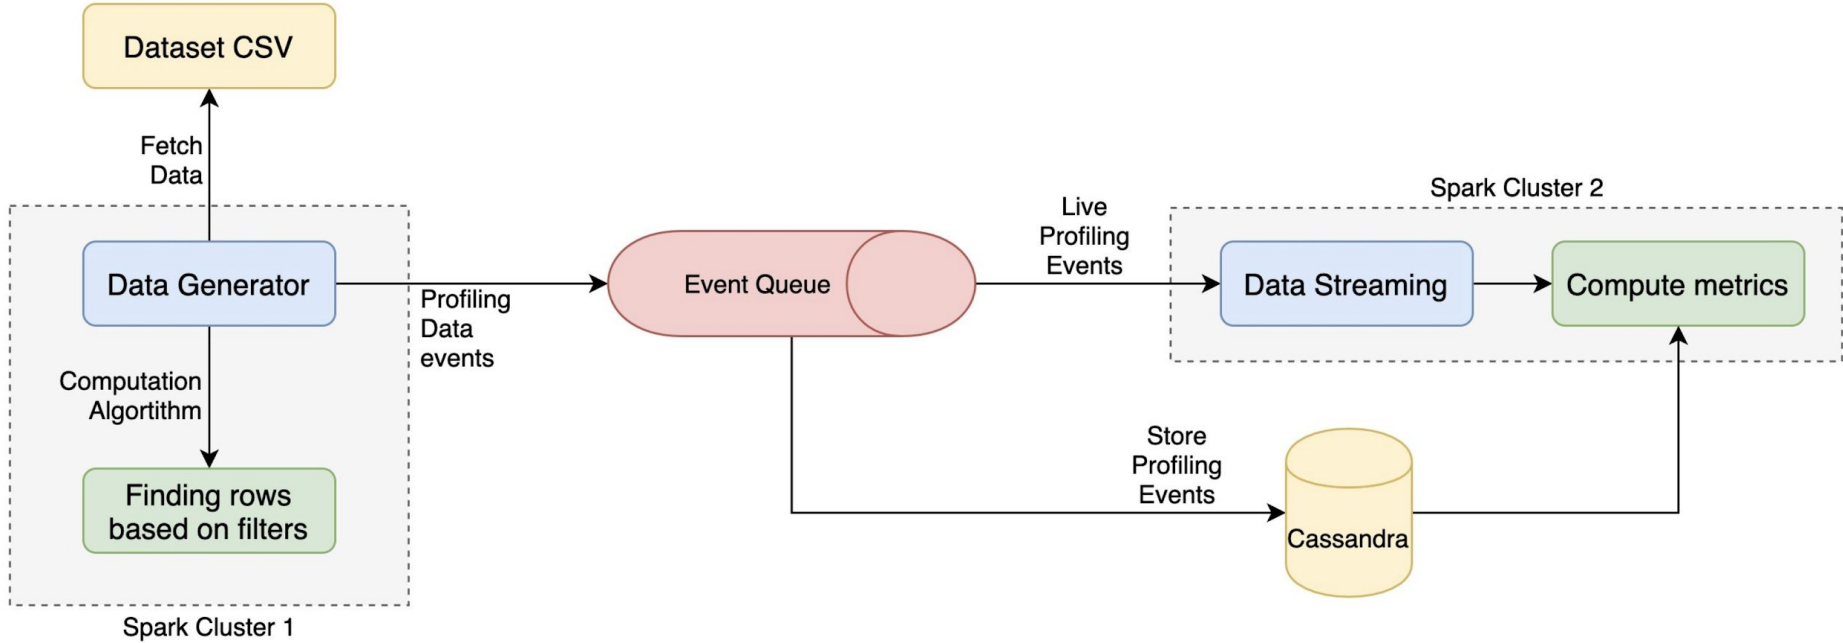 Dataset CSV
Fetch
Data
Data Generator
Computation
Algortithm
Finding rows
based on filters
Spark Cluster 1
Profiling
Data
events
Event Queue
Live
Profiling
Events
Spark Cluster 2
Data Streaming
Compute metrics
Store
Profiling
Events
Cassandra